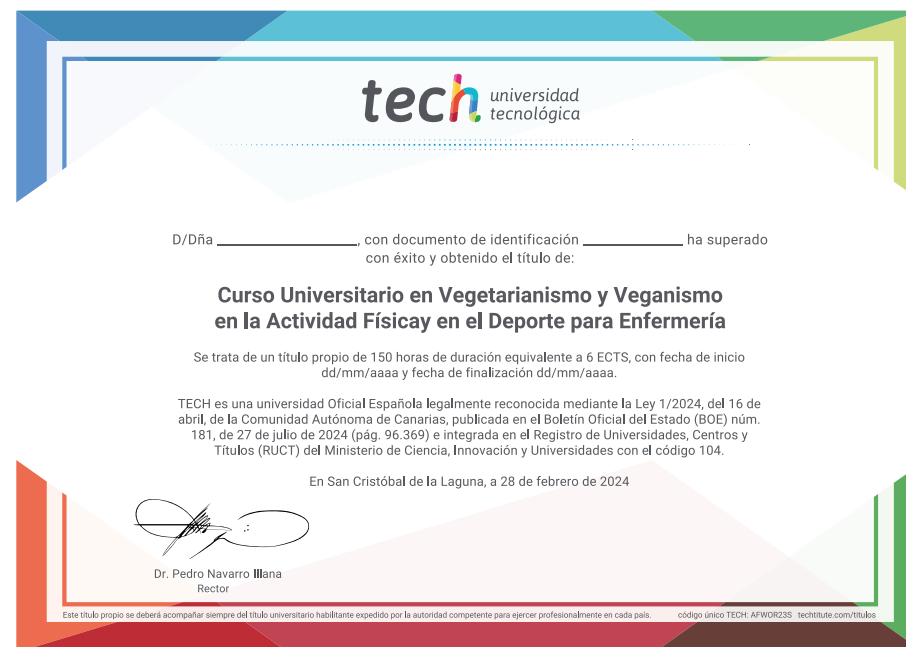 tech universidad
tecnológica
D/Dña ____________, con documento de identificación ____________ ha superado
con éxito y obtenido el título de:
Curso Universitario en Vegetarianismo y Veganismo
en la Actividad Físicay en el Deporte para Enfermería
Se trata de un título propio de 150 horas de duración equivalente a 6 ECTS, con fecha de inicio
dd/mm/aaaa y fecha de finalización dd/mm/aaaa.
TECH es una universidad Oficial Española legalmente reconocida mediante la Ley 1/2024, del 16 de
abril, de la Comunidad Autónoma de Canarias, publicada en el Boletín Oficial del Estado (BOE) núm.
181, de 27 de julio de 2024 (pág. 96.369) e integrada en el Registro de Universidades, Centros y
Títulos (RUCT) del Ministerio de Ciencia, Innovación y Universidades con el código 104.
En San Cristóbal de la Laguna, a 28 de febrero de 2024
Dr. Pedro Navarro Illana
Rector
Este título propio se deberá acompañar siempre del título universitario habilitante expedido por la autoridad competente para ejercer profesionalmente en cada país. código único TECH: AFWOR23S techtitute.com/titulos